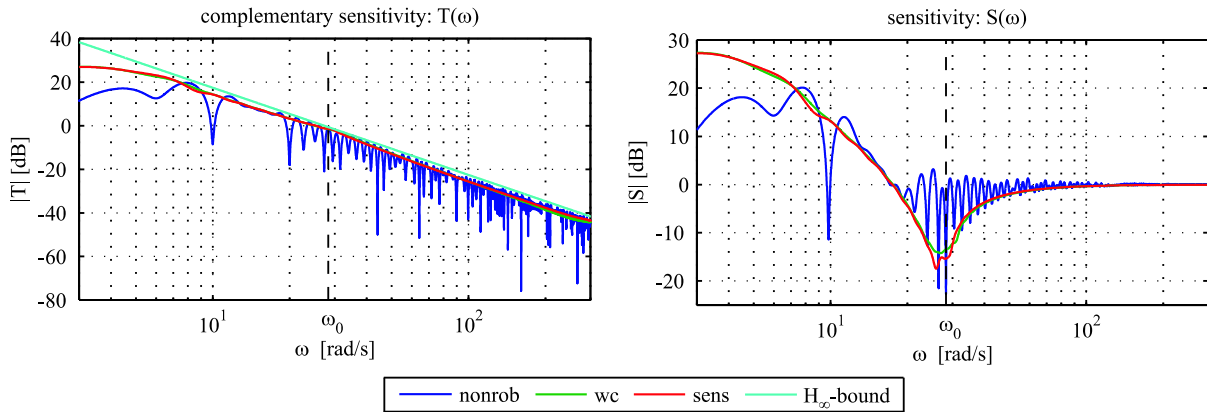 complementary sensitivity: T(ω)
40
20
0
-20
-40
-60
-80
|T| [dB]
10¹
ω₀
10²
ω [rad/s]
sensitivity: S(ω)
30
20
10
0
-10
-20
|S| [dB]
10¹
ω₀
10²
ω [rad/s]
nonrob wc sens H∞-bound